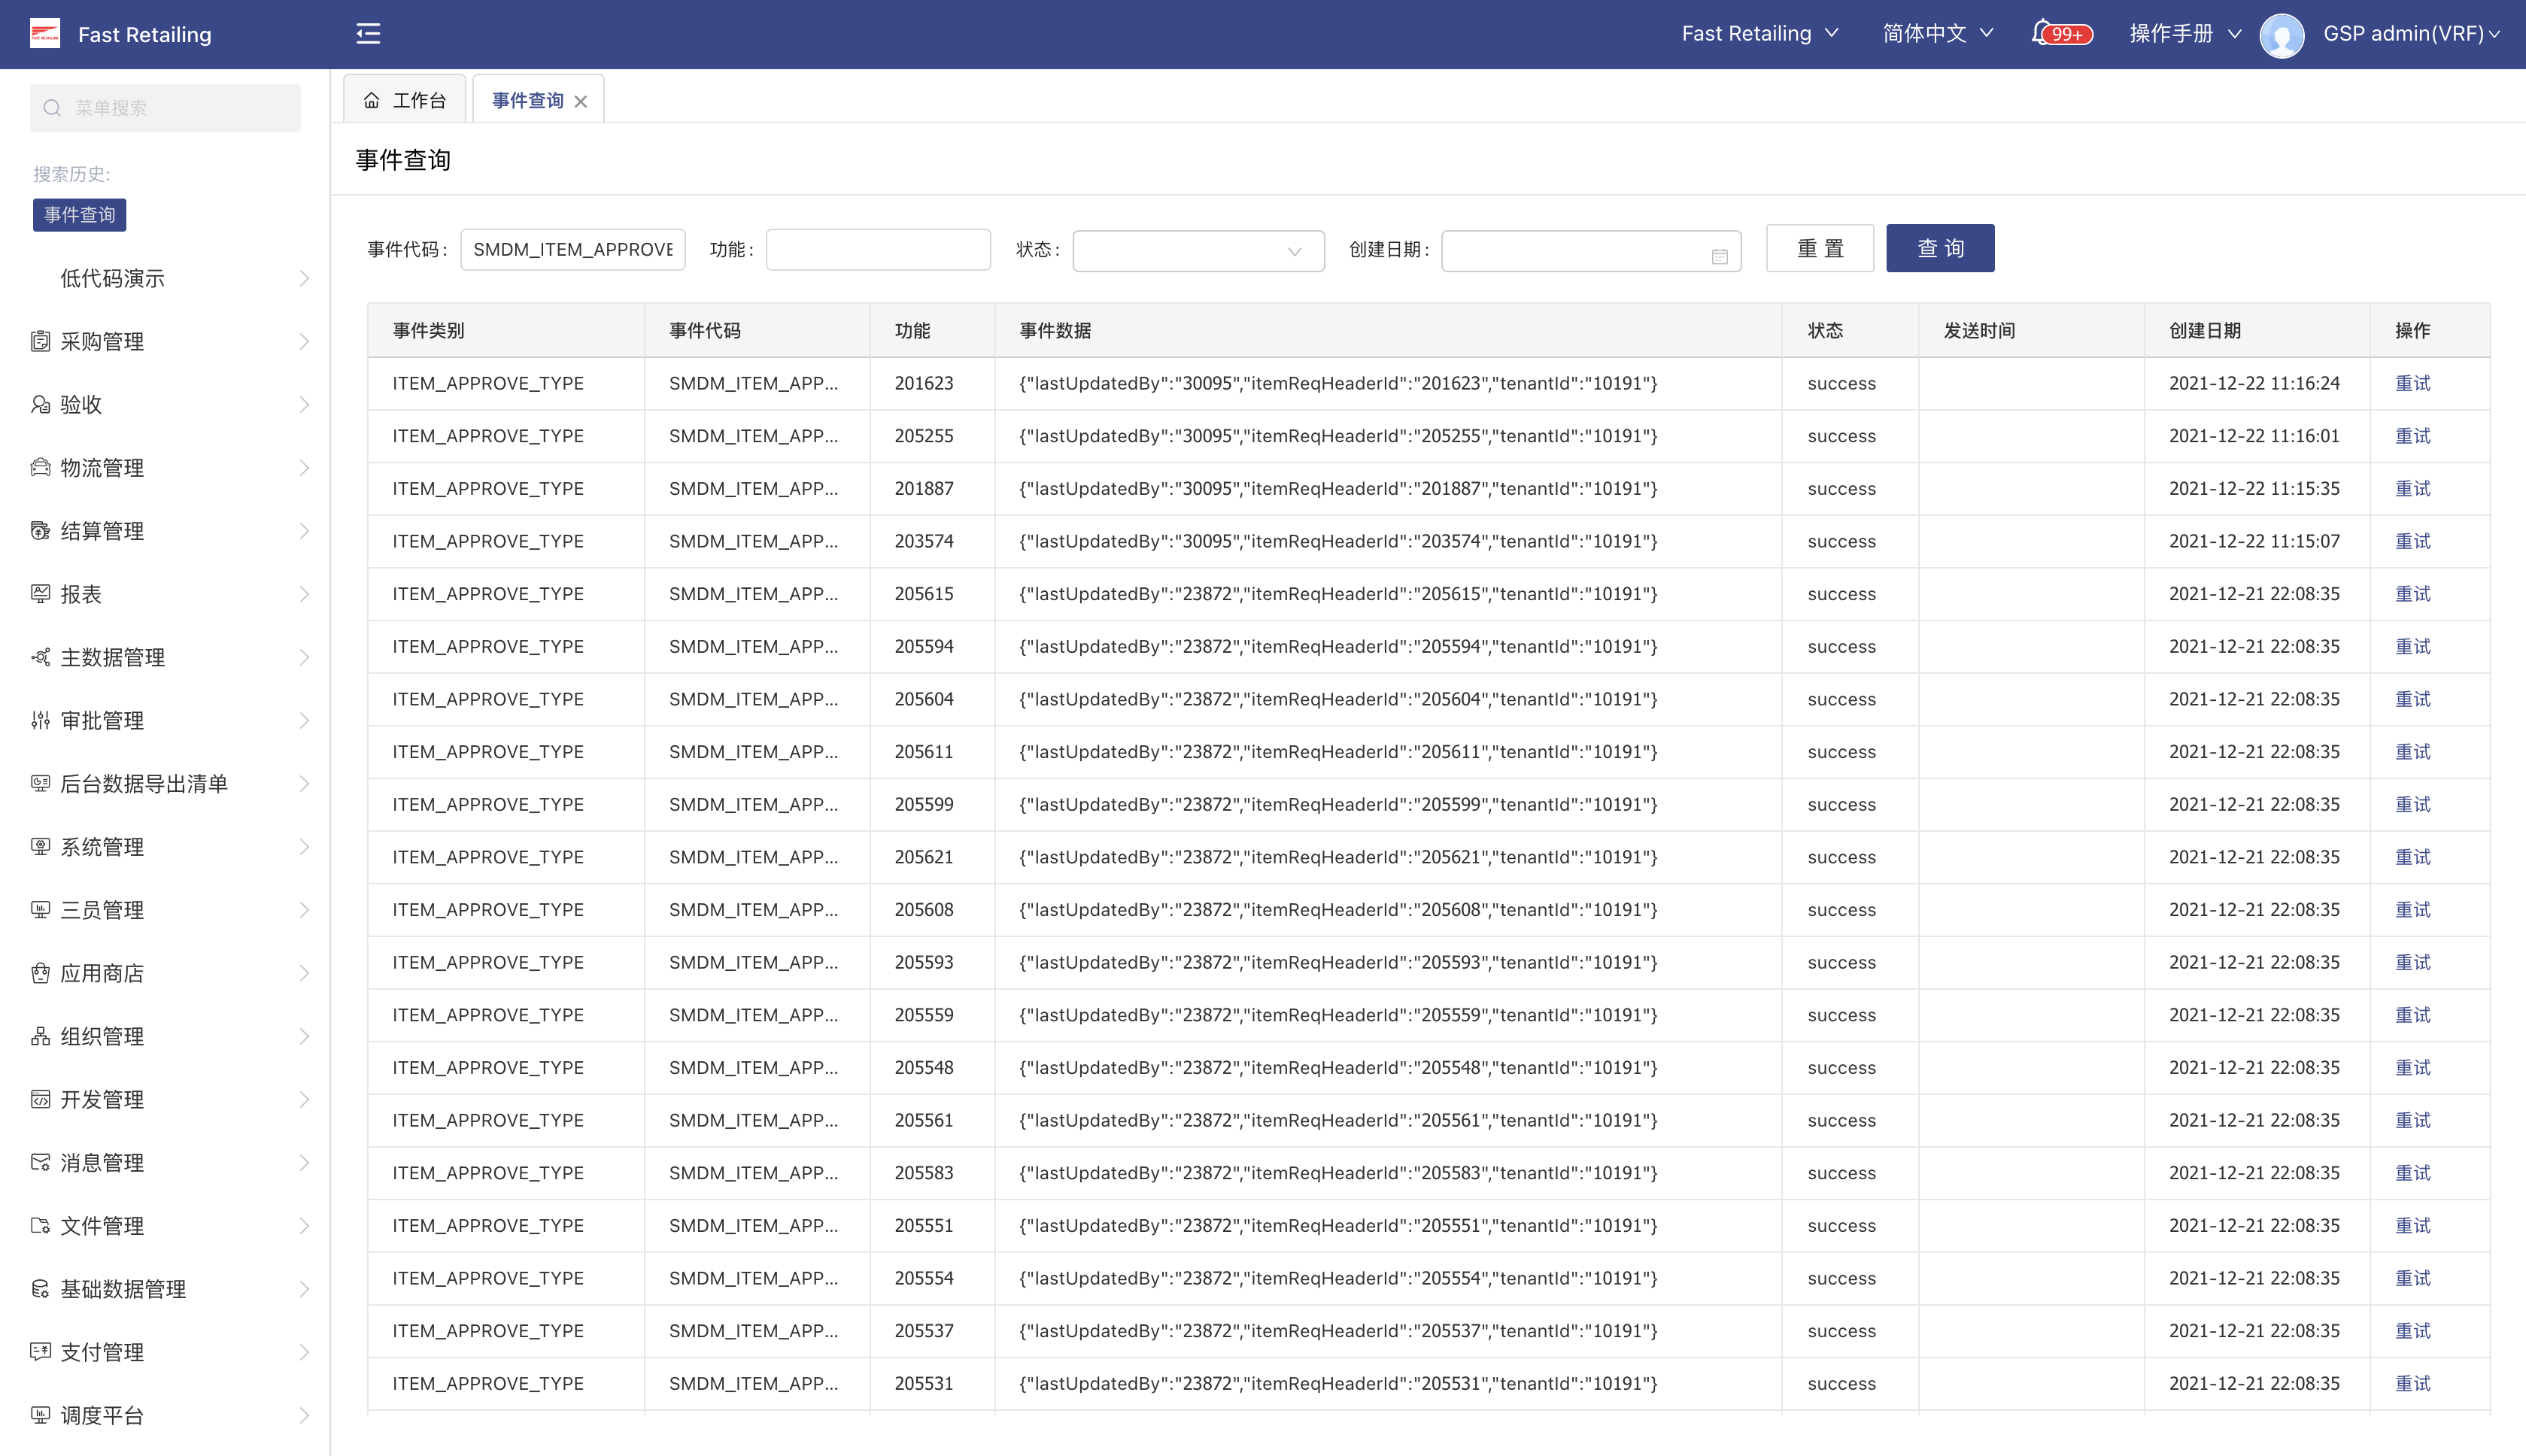 Fast Retailing
Fast Retailing
简体中文
99+
操作手册
GSP admin(VRF)
菜单搜索
搜索历史:
事件查询
低代码演示
采购管理
验收
物流管理
结算管理
报表
主数据管理
审批管理
后台数据导出清单
系统管理
三员管理
应用商店
组织管理
开发管理
消息管理
文件管理
基础数据管理
支付管理
调度平台
工作台
事件查询
事件查询
事件代码: SMDM_ITEM_APPROVE 功能: 状态: 创建日期: 重 置 查 询
事件类别 事件代码 功能 事件数据 状态 发送时间 创建日期 操作
ITEM_APPROVE_TYPE SMDM_ITEM_APP... 201623 {"lastUpdatedBy":"30095","itemReqHeaderId":"201623","tenantId":"10191"} success 2021-12-22 11:16:24 重试
ITEM_APPROVE_TYPE SMDM_ITEM_APP... 205255 {"lastUpdatedBy":"30095","itemReqHeaderId":"205255","tenantId":"10191"} success 2021-12-22 11:16:01 重试
ITEM_APPROVE_TYPE SMDM_ITEM_APP... 201887 {"lastUpdatedBy":"30095","itemReqHeaderId":"201887","tenantId":"10191"} success 2021-12-22 11:15:35 重试
ITEM_APPROVE_TYPE SMDM_ITEM_APP... 203574 {"lastUpdatedBy":"30095","itemReqHeaderId":"203574","tenantId":"10191"} success 2021-12-22 11:15:07 重试
ITEM_APPROVE_TYPE SMDM_ITEM_APP... 205615 {"lastUpdatedBy":"23872","itemReqHeaderId":"205615","tenantId":"10191"} success 2021-12-21 22:08:35 重试
ITEM_APPROVE_TYPE SMDM_ITEM_APP... 205594 {"lastUpdatedBy":"23872","itemReqHeaderId":"205594","tenantId":"10191"} success 2021-12-21 22:08:35 重试
ITEM_APPROVE_TYPE SMDM_ITEM_APP... 205604 {"lastUpdatedBy":"23872","itemReqHeaderId":"205604","tenantId":"10191"} success 2021-12-21 22:08:35 重试
ITEM_APPROVE_TYPE SMDM_ITEM_APP... 205611 {"lastUpdatedBy":"23872","itemReqHeaderId":"205611","tenantId":"10191"} success 2021-12-21 22:08:35 重试
ITEM_APPROVE_TYPE SMDM_ITEM_APP... 205599 {"lastUpdatedBy":"23872","itemReqHeaderId":"205599","tenantId":"10191"} success 2021-12-21 22:08:35 重试
ITEM_APPROVE_TYPE SMDM_ITEM_APP... 205621 {"lastUpdatedBy":"23872","itemReqHeaderId":"205621","tenantId":"10191"} success 2021-12-21 22:08:35 重试
ITEM_APPROVE_TYPE SMDM_ITEM_APP... 205608 {"lastUpdatedBy":"23872","itemReqHeaderId":"205608","tenantId":"10191"} success 2021-12-21 22:08:35 重试
ITEM_APPROVE_TYPE SMDM_ITEM_APP... 205593 {"lastUpdatedBy":"23872","itemReqHeaderId":"205593","tenantId":"10191"} success 2021-12-21 22:08:35 重试
ITEM_APPROVE_TYPE SMDM_ITEM_APP... 205559 {"lastUpdatedBy":"23872","itemReqHeaderId":"205559","tenantId":"10191"} success 2021-12-21 22:08:35 重试
ITEM_APPROVE_TYPE SMDM_ITEM_APP... 205548 {"lastUpdatedBy":"23872","itemReqHeaderId":"205548","tenantId":"10191"} success 2021-12-21 22:08:35 重试
ITEM_APPROVE_TYPE SMDM_ITEM_APP... 205561 {"lastUpdatedBy":"23872","itemReqHeaderId":"205561","tenantId":"10191"} success 2021-12-21 22:08:35 重试
ITEM_APPROVE_TYPE SMDM_ITEM_APP... 205583 {"lastUpdatedBy":"23872","itemReqHeaderId":"205583","tenantId":"10191"} success 2021-12-21 22:08:35 重试
ITEM_APPROVE_TYPE SMDM_ITEM_APP... 205551 {"lastUpdatedBy":"23872","itemReqHeaderId":"205551","tenantId":"10191"} success 2021-12-21 22:08:35 重试
ITEM_APPROVE_TYPE SMDM_ITEM_APP... 205554 {"lastUpdatedBy":"23872","itemReqHeaderId":"205554","tenantId":"10191"} success 2021-12-21 22:08:35 重试
ITEM_APPROVE_TYPE SMDM_ITEM_APP... 205537 {"lastUpdatedBy":"23872","itemReqHeaderId":"205537","tenantId":"10191"} success 2021-12-21 22:08:35 重试
ITEM_APPROVE_TYPE SMDM_ITEM_APP... 205531 {"lastUpdatedBy":"23872","itemReqHeaderId":"205531","tenantId":"10191"} success 2021-12-21 22:08:35 重试